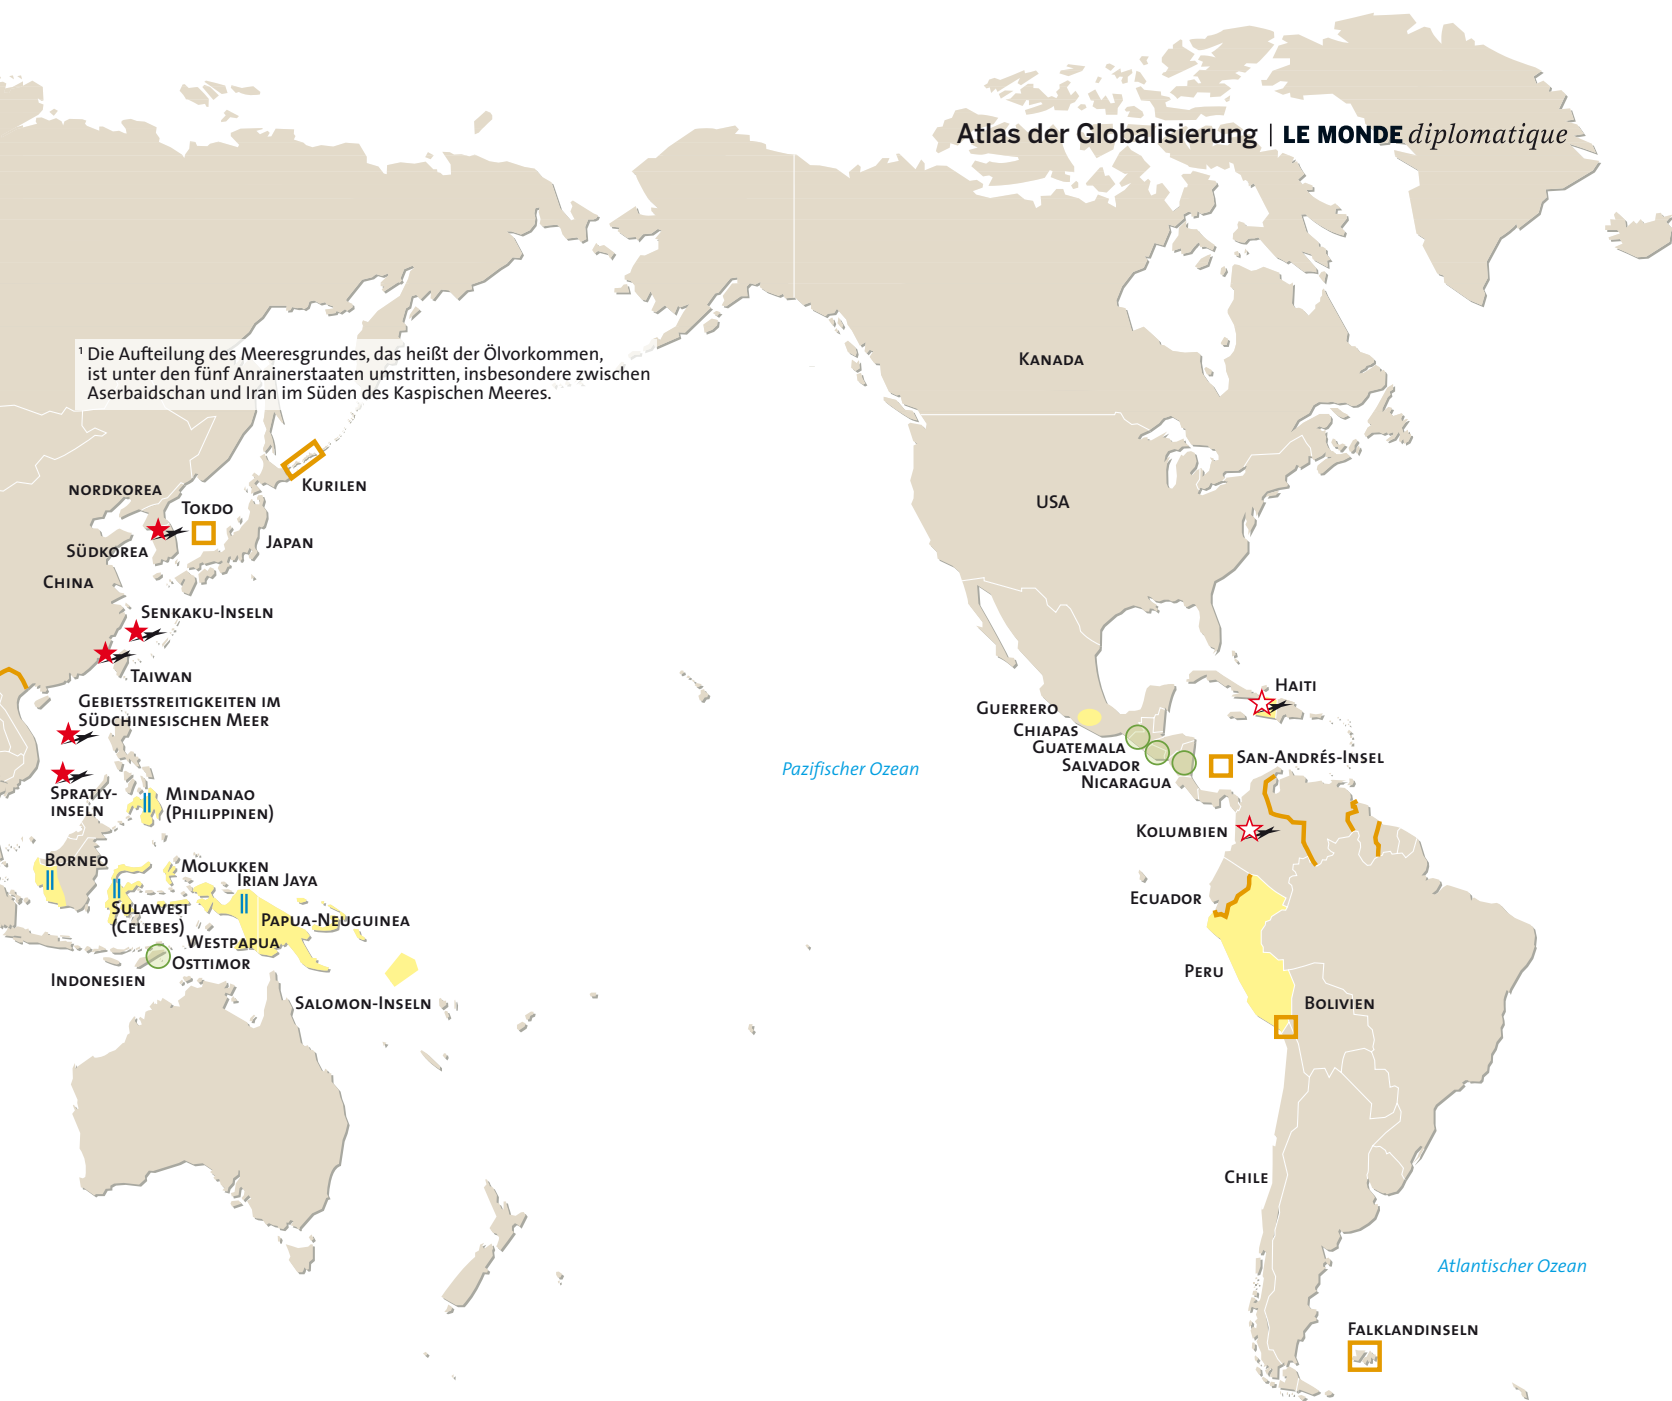 Atlas der Globalisierung | LE MONDE diplomatique
¹ Die Aufteilung des Meeresgrundes, das heißt der Ölvorkommen,
ist unter den fünf Anrainerstaaten umstritten, insbesondere zwischen
Aserbaidschan und Iran im Süden des Kaspischen Meeres.
KANADA
USA
KURILEN
NORDKOREA
TOKDO
JAPAN
SÜDKOREA
CHINA
SENKAKU-INSELN
TAIWAN
GEBIETSSTREITIGKEITEN IM
SÜDCHINESISCHEN MEER
SPRATLY-
INSELN
MINDANAO
(PHILIPPINEN)
BORNEO
MOLUKKEN
IRIAN JAYA
SULAWESI
(CELEBES)
PAPUA-NEUGUINEA
WESTPAPUA
OSTTIMOR
INDONESIEN
SALOMON-INSELN
Pazifischer Ozean
HAITI
GUERRERO
CHIAPAS
GUATEMALA
SALVADOR
NICARAGUA
SAN-ANDRÉS-INSEL
KOLUMBIEN
ECUADOR
PERU
BOLIVIEN
CHILE
Atlantischer Ozean
FALKLANDINSELN